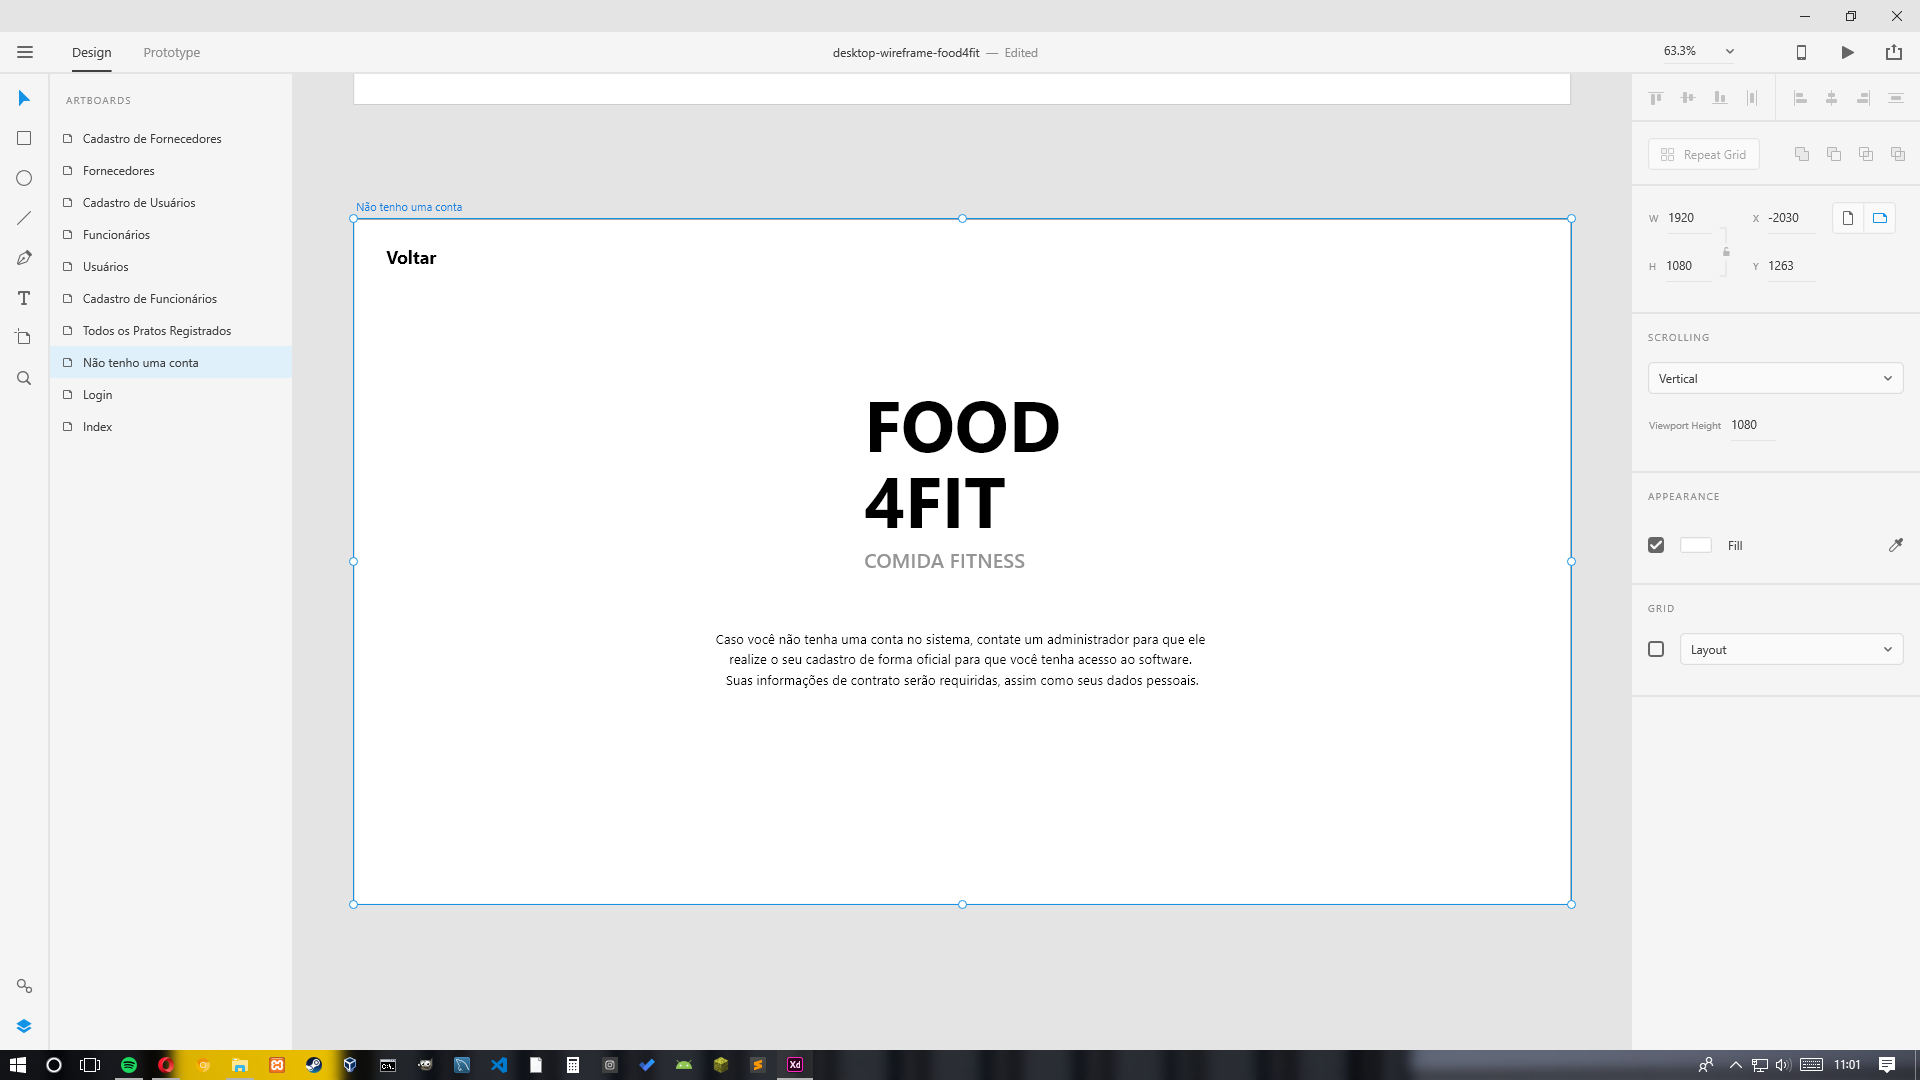 Design
Prototype
desktop-wireframe-food4fit — Edited
63.3%
ARTBOARDS
Cadastro de Fornecedores
Fornecedores
Cadastro de Usuários
Funcionários
Usuários
Cadastro de Funcionários
Todos os Pratos Registrados
Não tenho uma conta
Login
Index
Não tenho uma conta
Voltar
FOOD
4FIT
COMIDA FITNESS
Caso você não tenha uma conta no sistema, contate um administrador para que ele
realize o seu cadastro de forma oficial para que você tenha acesso ao software.
Suas informações de contrato serão requiridas, assim como seus dados pessoais.
Repeat Grid
W 1920
X -2030
H 1080
Y 1263
SCROLLING
Vertical
Viewport Height 1080
APPEARANCE
Fill
GRID
Layout
Xd
11:01